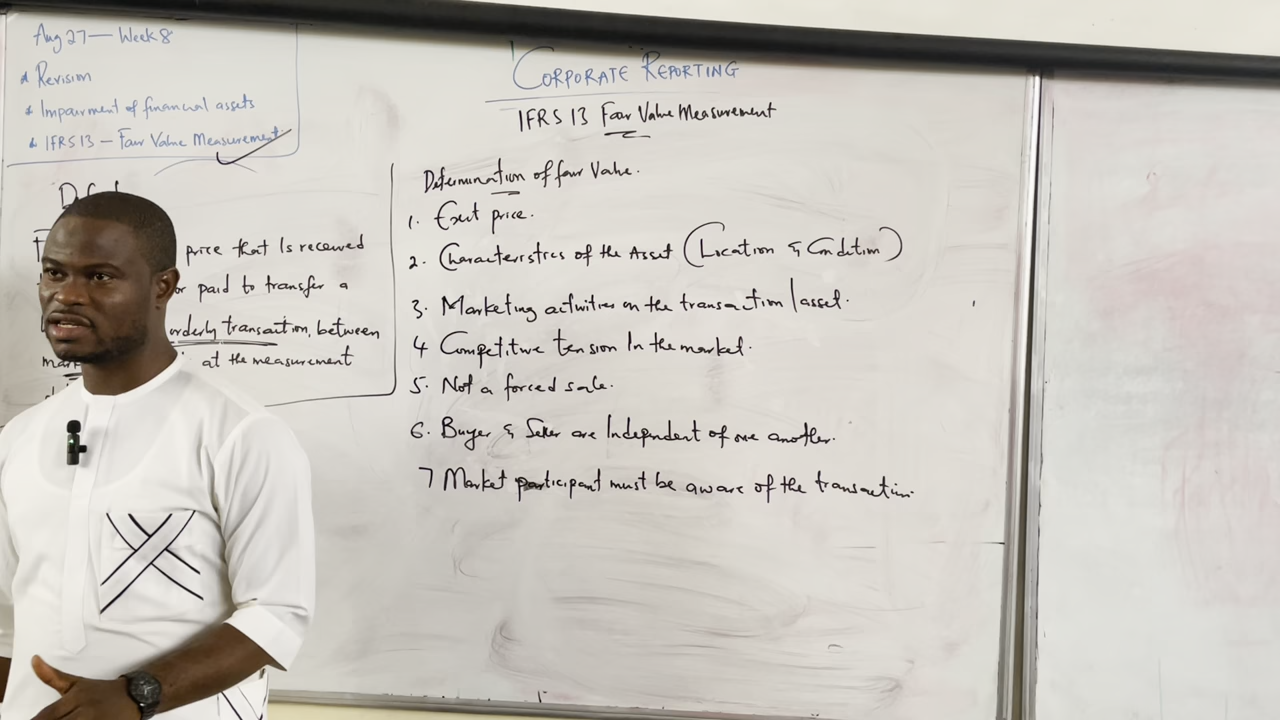 Aug 27 — Week 8
* Revision
* Impairment of financial assets
* IFRS 13 – Fair Value Measurement
CORPORATE REPORTING
IFRS 13 Fair Value Measurement
price that is received
or paid to transfer a
orderly transaction, between
at the measurement
Determination of fair Value.
1. Exit price.
2. Characteristics of the Asset (Location & Condition)
3. Marketing activities on the transaction / asset.
4 Competitive tension In the market.
5. Not a forced sale.
6. Buyer & Seller are Independent of one another.
7 Market participant must be aware of the transaction.